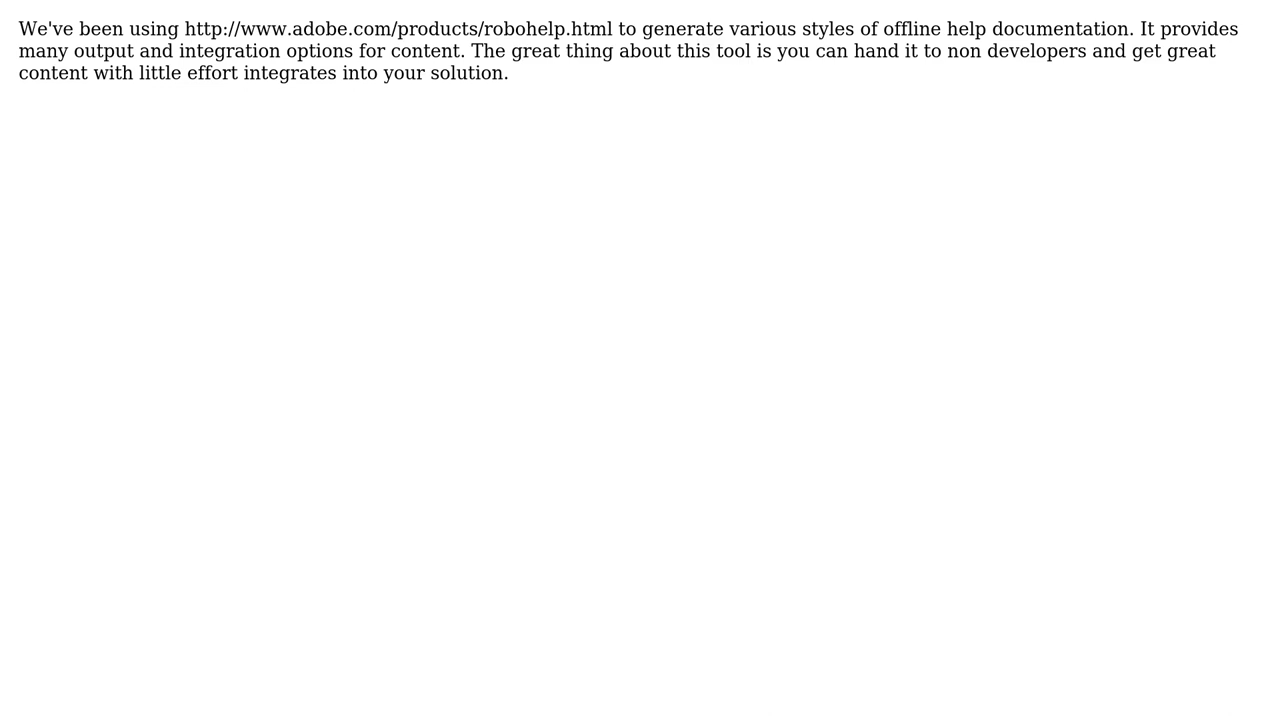 We've been using http://www.adobe.com/products/robohelp.html to generate various styles of offline help documentation. It provides
many output and integration options for content. The great thing about this tool is you can hand it to non developers and get great
content with little effort integrates into your solution.